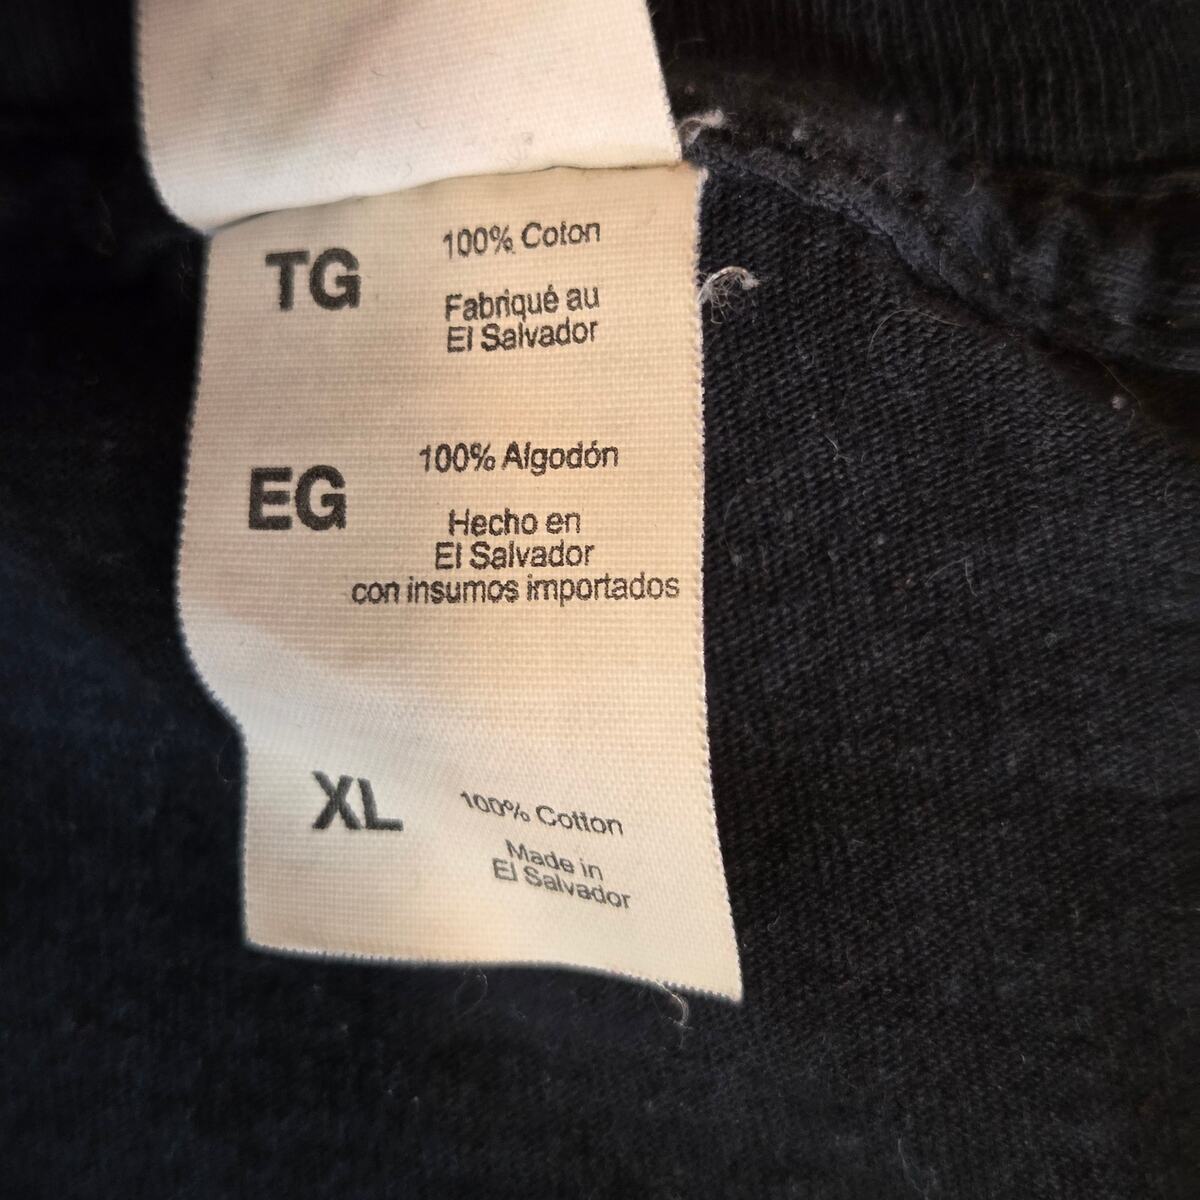 TG
100% Coton
Fabriqué au
El Salvador
EG
100% Algodón
Hecho en
El Salvador
con insumos importados
XL
100% Cotton
Made in
El Salvador